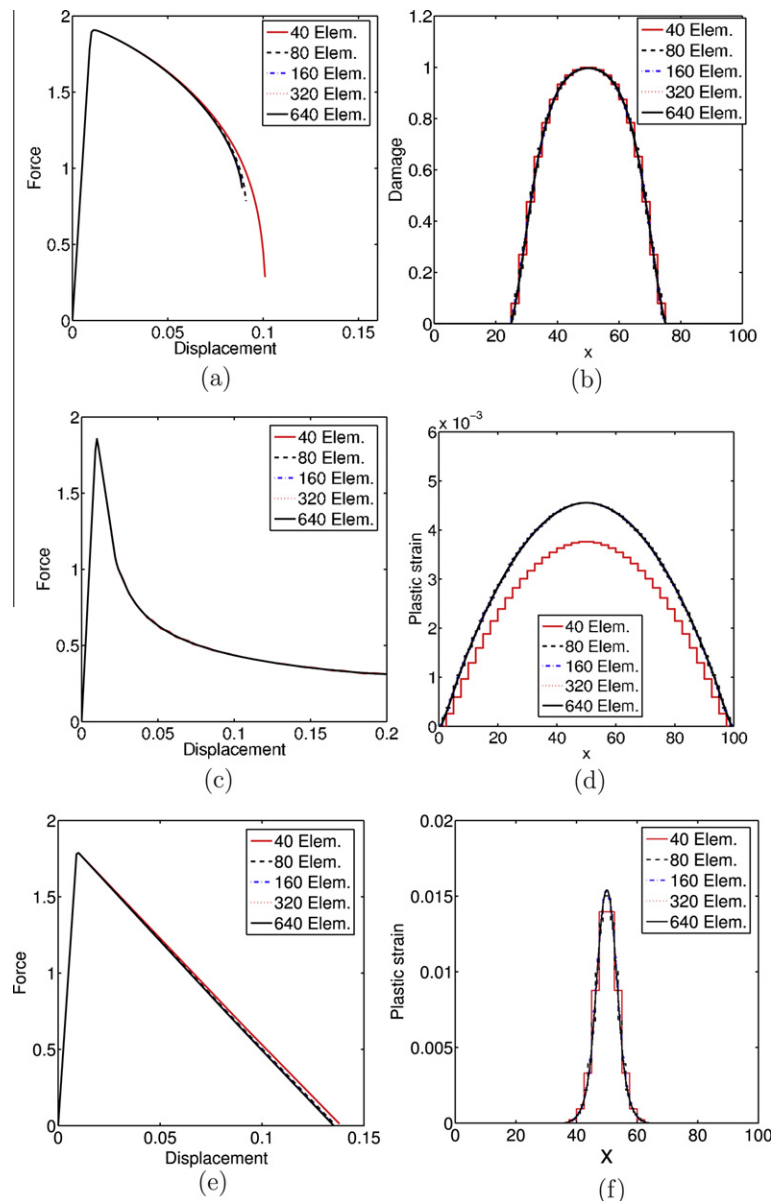 2
1.5
1
0.5
0
0 0.05 0.1 0.15
Force
Displacement
40 Elem.
80 Elem.
160 Elem.
320 Elem.
640 Elem.
(a)
1.2
1.0
0.8
0.6
0.4
0.2
0
0 20 40 60 80 100
Damage
x
40 Elem.
80 Elem.
160 Elem.
320 Elem.
640 Elem.
(b)
2
1.5
1
0.5
0
0 0.05 0.1 0.15 0.2
Force
Displacement
40 Elem.
80 Elem.
160 Elem.
320 Elem.
640 Elem.
(c)
6 x 10⁻³
5
4
3
2
1
0
0 20 40 60 80 100
Plastic strain
x
40 Elem.
80 Elem.
160 Elem.
320 Elem.
640 Elem.
(d)
2
1.5
1
0.5
0
0 0.05 0.1 0.15
Force
Displacement
40 Elem.
80 Elem.
160 Elem.
320 Elem.
640 Elem.
(e)
0.02
0.015
0.01
0.005
0
0 20 40 60 80 100
Plastic strain
X
40 Elem.
80 Elem.
160 Elem.
320 Elem.
640 Elem.
(f)